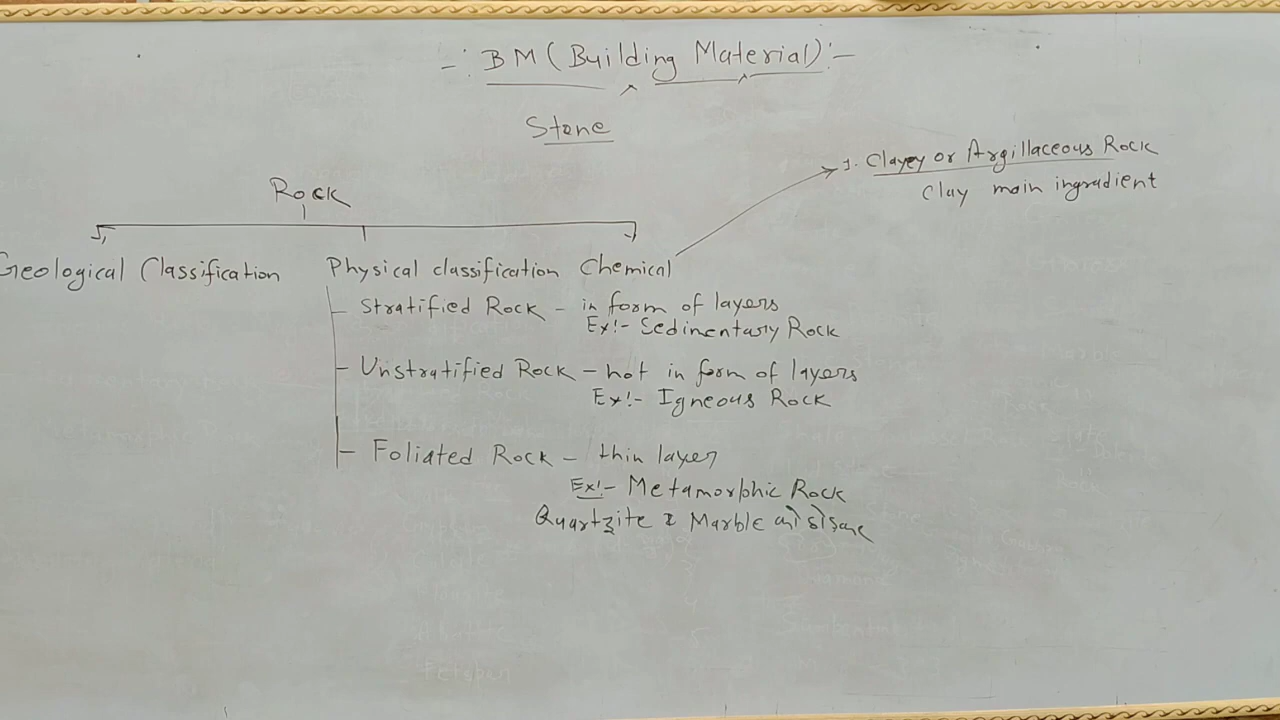 -: BM (Building Material) :-
Stone
Rock
Geological Classification
Physical classification
Stratified Rock - in form of layers
Ex:- Sedimentary Rock
Unstratified Rock - not in form of layers
Ex:- Igneous Rock
Foliated Rock - thin layer
Ex:- Metamorphic Rock
Quartzite & Marble को छोड़कर
Chemical
1. Clayey or Argillaceous Rock
Clay main ingradient